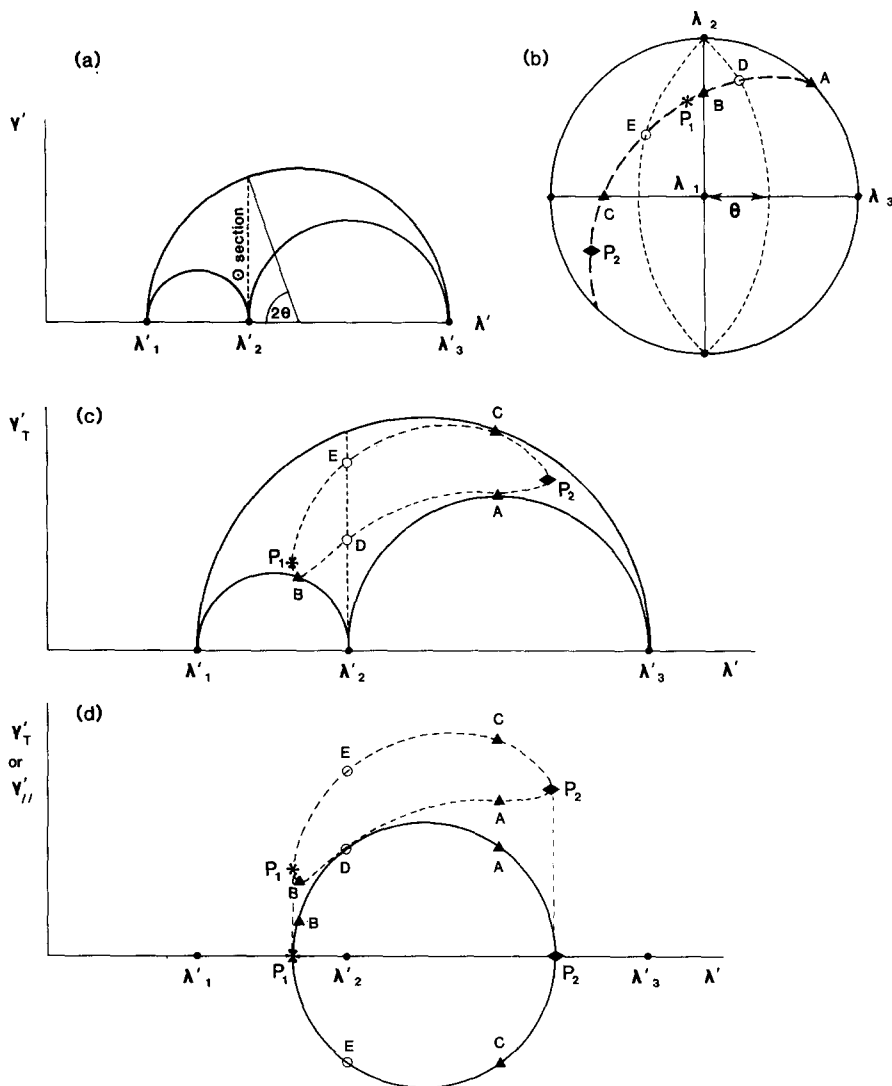 (a)
γ'
⊙ section
2θ
λ'
λ'₁
λ'₂
λ'₃
(b)
λ₂
D
A
P₁
B
E
λ₁
λ₃
θ
C
P₂
(c)
γ'T
C
E
P₂
A
D
P₁
B
λ'₁
λ'₂
λ'₃
λ'
(d)
γ'T
or
γ'//
C
E
P₂
A
P₁
B
D
A
B
P₁
P₂
λ'₁
λ'₂
λ'₃
λ'
E
C